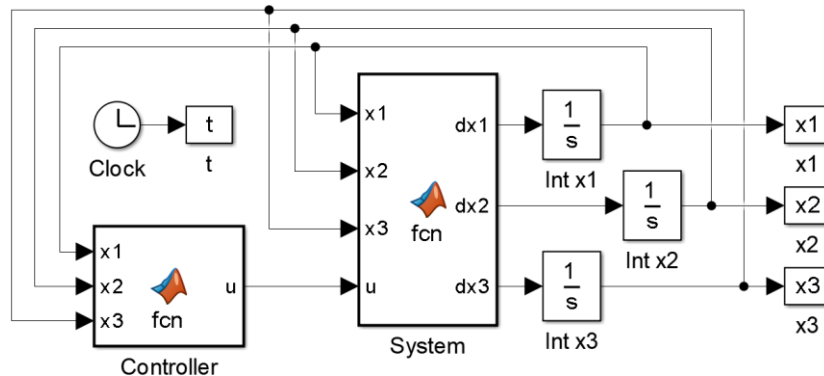 t
Clock
t
x1
x2
x3
u
fcn
Controller
x1
x2
x3
u
dx1
dx2
dx3
fcn
System
1
s
Int x1
1
s
Int x2
1
s
Int x3
x1
x1
x2
x2
x3
x3